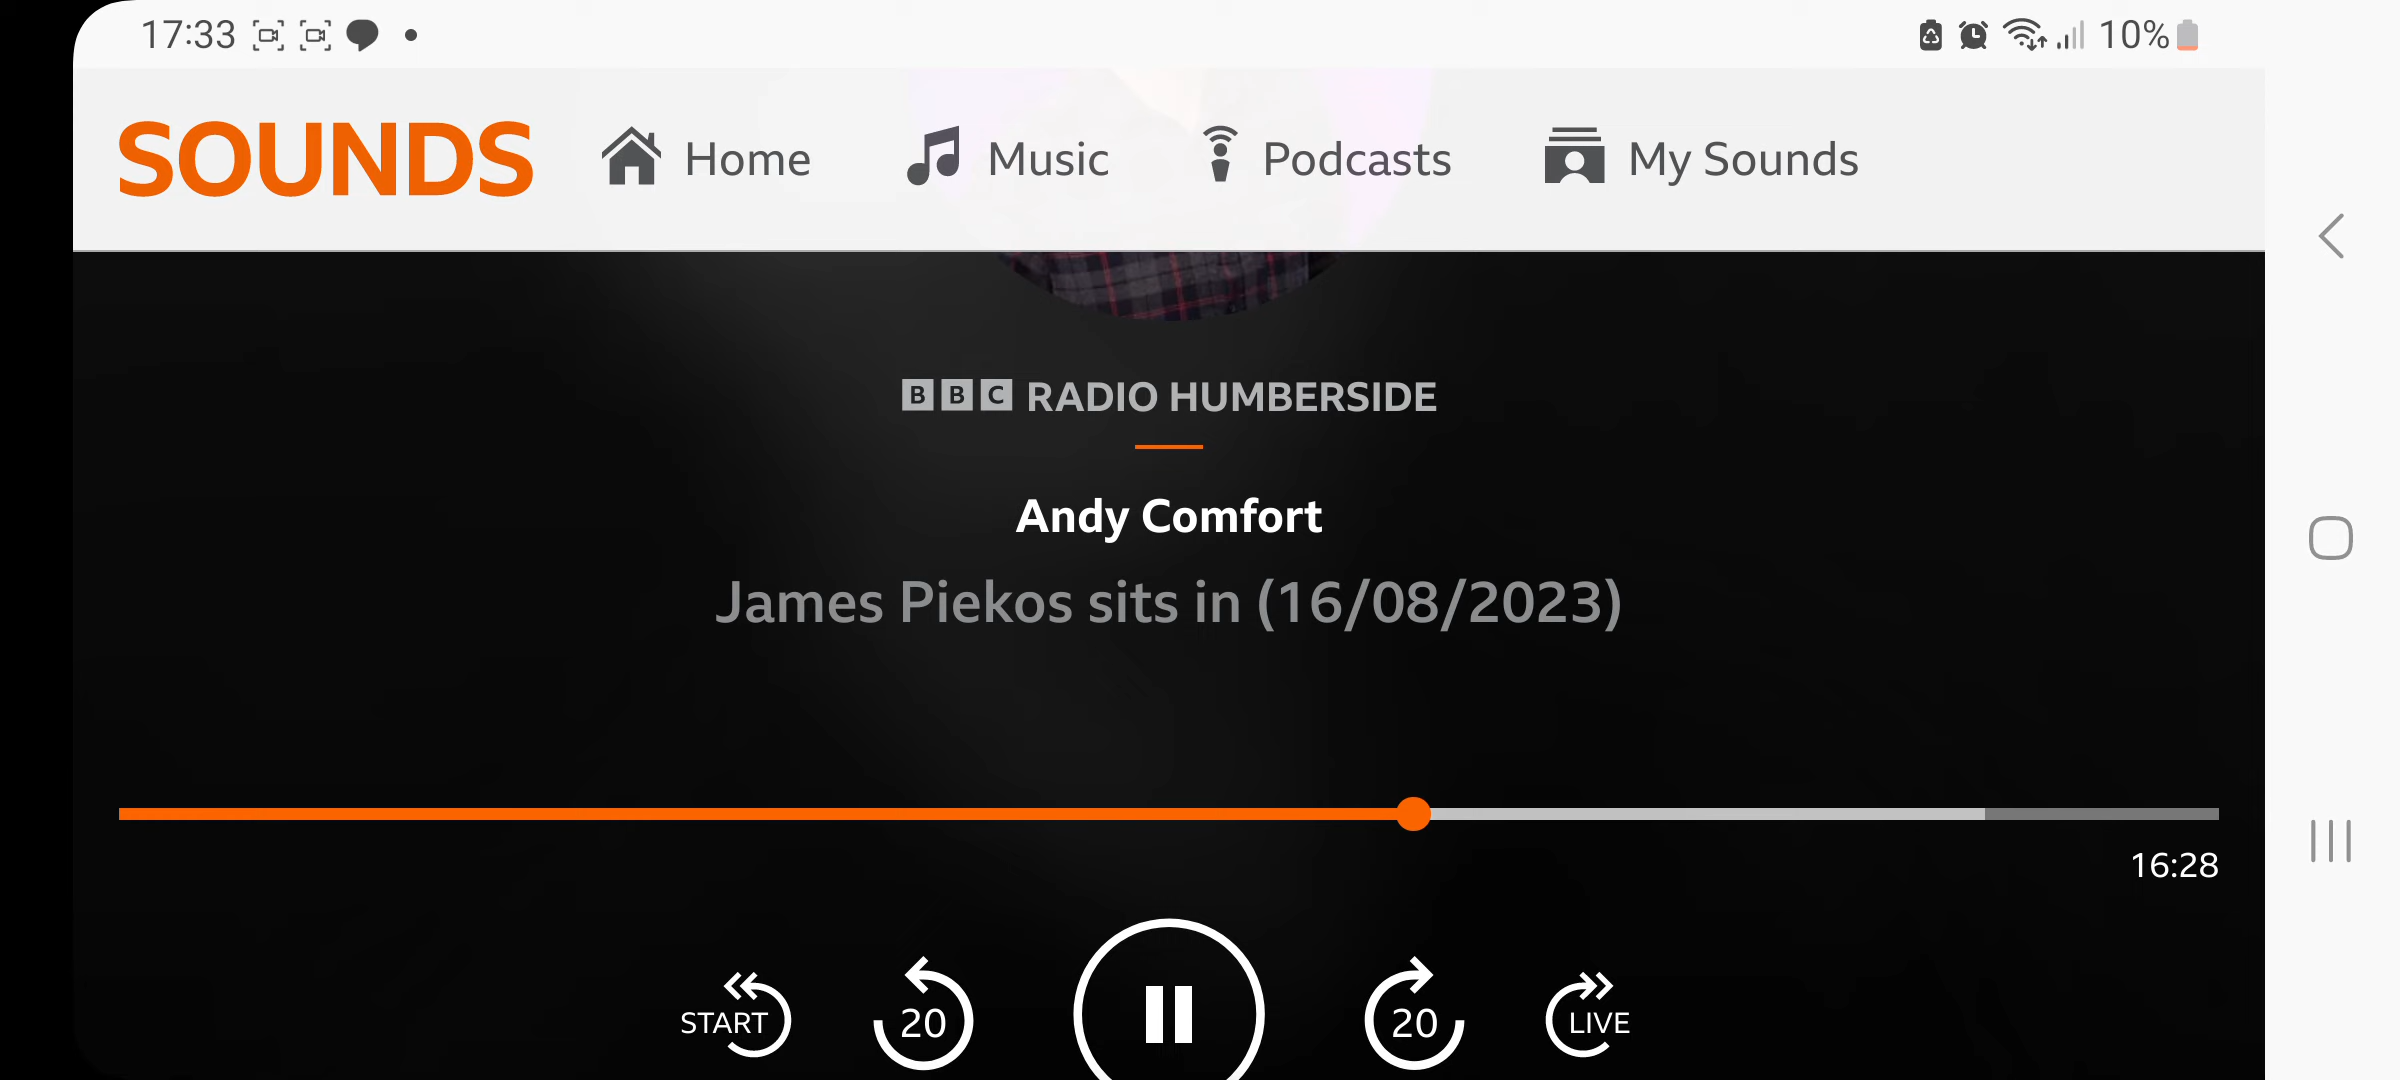 17:33 10%
SOUNDS Home Music Podcasts My Sounds
BBC RADIO HUMBERSIDE
Andy Comfort
James Piekos sits in (16/08/2023)
16:28
START 20 20 LIVE